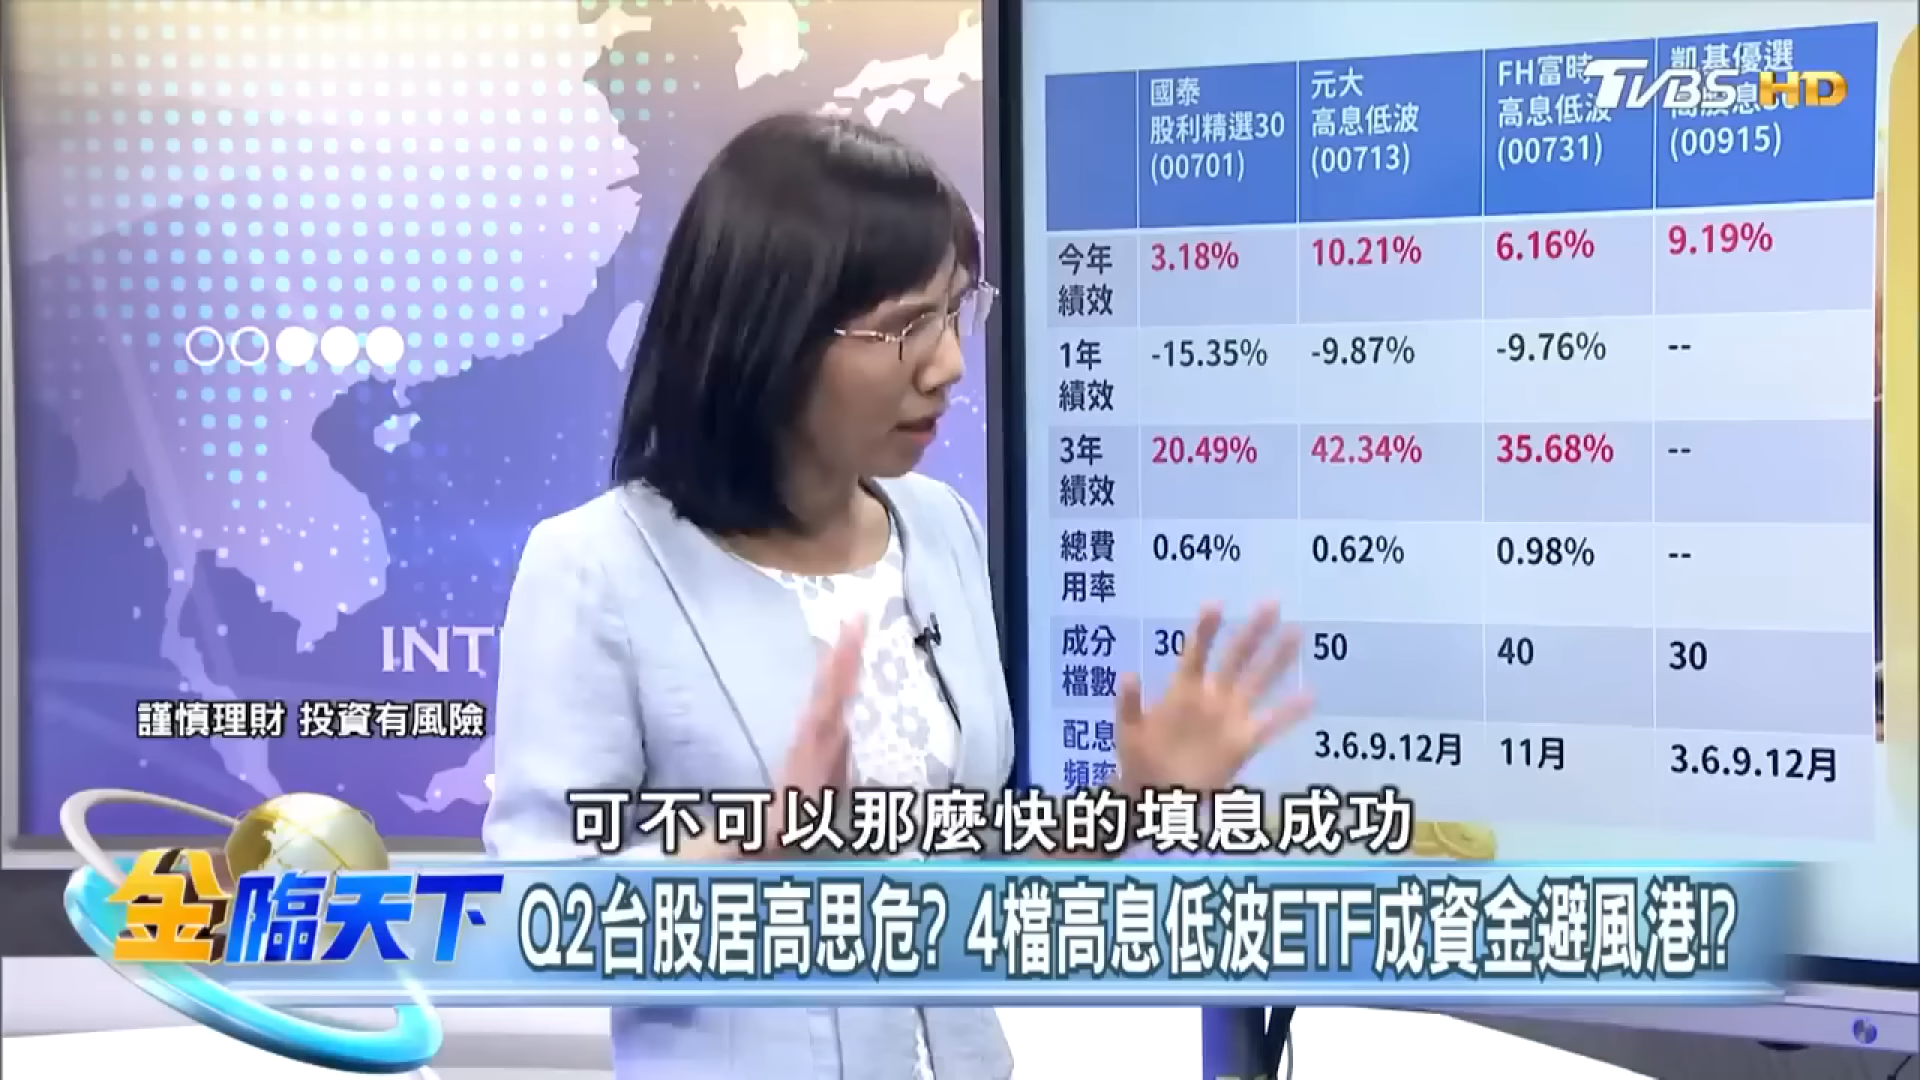 TVBS HD
國泰
股利精選30
(00701)
元大
高息低波
(00713)
FH富時
高息低波
(00731)
凱基優選
(00915)
今年
績效
3.18%
10.21%
6.16%
9.19%
1年
績效
-15.35%
-9.87%
-9.76%
--
3年
績效
20.49%
42.34%
35.68%
--
總費
用率
0.64%
0.62%
0.98%
--
成分
檔數
30
50
40
30
配息
頻率
3.6.9.12月
11月
3.6.9.12月
INT
謹慎理財 投資有風險
可不可以那麼快的填息成功
金臨天下
Q2台股居高思危? 4檔高息低波ETF成資金避風港!?